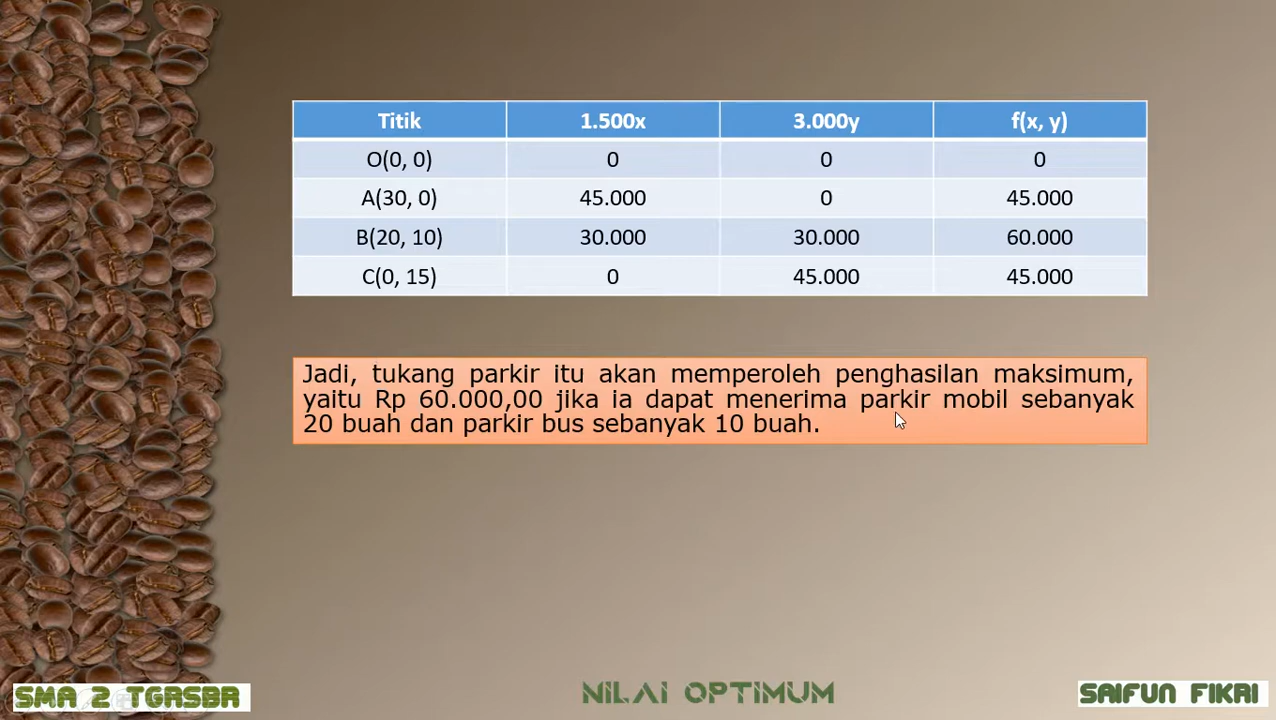 Titik 1.500x 3.000y f(x, y)
O(0, 0) 0 0 0
A(30, 0) 45.000 0 45.000
B(20, 10) 30.000 30.000 60.000
C(0, 15) 0 45.000 45.000
Jadi, tukang parkir itu akan memperoleh penghasilan maksimum,
yaitu Rp 60.000,00 jika ia dapat menerima parkir mobil sebanyak
20 buah dan parkir bus sebanyak 10 buah.
SMA 2 TGRSBR NILAI OPTIMUM SAIFUN FIKRI